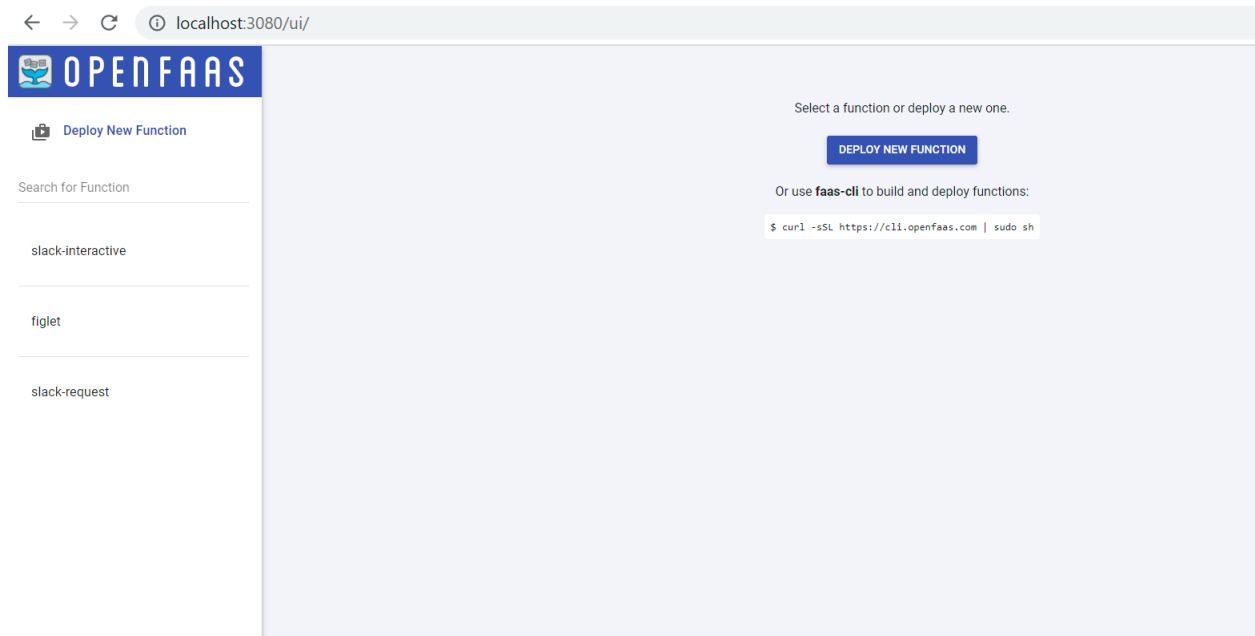 localhost:3080/ui/
OPENFAAS
Deploy New Function
Search for Function
slack-interactive
figlet
slack-request
Select a function or deploy a new one.
DEPLOY NEW FUNCTION
Or use faas-cli to build and deploy functions:
$ curl -sSL https://cli.openfaas.com | sudo sh